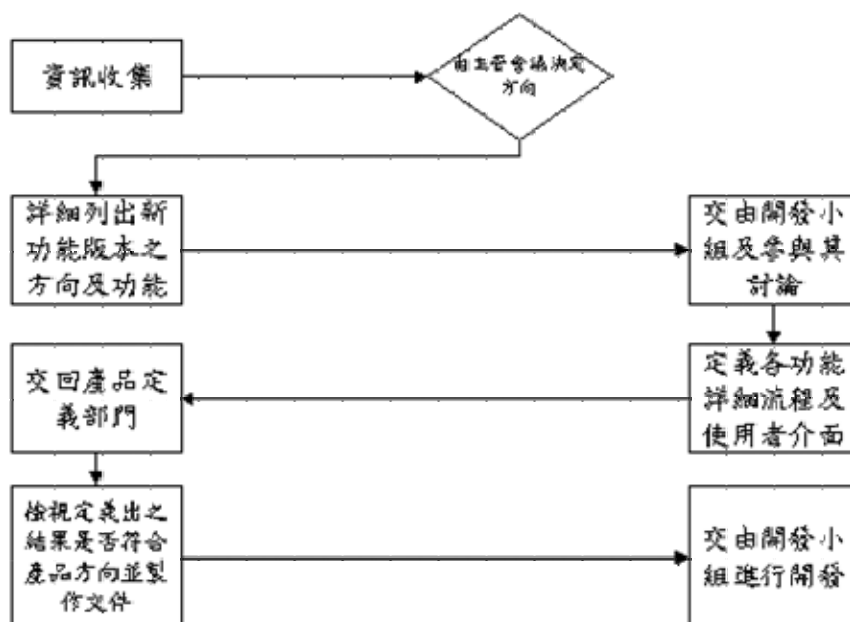 資訊收集
由主管會議決定
方向
詳細列出新
功能版本之
方向及功能
交由開發小
組及參與其
討論
定義各功能
詳細流程及
使用者介面
交回產品定
義部門
檢視定義出之
結果是否符合
產品方向並製
作文件
交由開發小
組進行開發